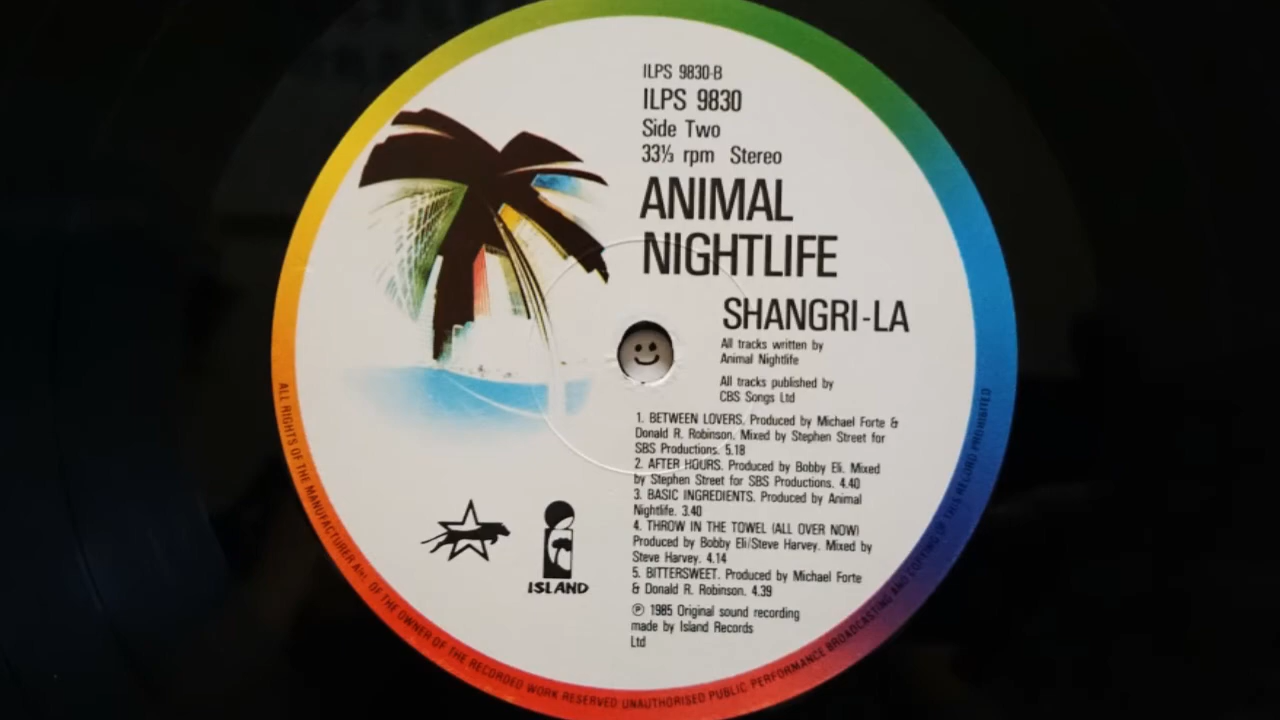 ILPS 9830-B
ILPS 9830
Side Two
33⅓ rpm Stereo
ANIMAL
NIGHTLIFE
SHANGRI-LA
All tracks written by
Animal Nightlife
All tracks published by
CBS Songs Ltd
1. BETWEEN LOVERS. Produced by Michael Forte &
Donald R. Robinson. Mixed by Stephen Street for
SBS Productions. 5.18
2. AFTER HOURS. Produced by Bobby Eli. Mixed
by Stephen Street for SBS Productions. 4.40
3. BASIC INGREDIENTS. Produced by Animal
Nightlife. 3.40
4. THROW IN THE TOWEL (ALL OVER NOW)
Produced by Bobby Eli/Steve Harvey. Mixed by
Steve Harvey. 4.14
5. BITTERSWEET. Produced by Michael Forte
& Donald R. Robinson. 4.39
℗ 1985 Original sound recording
made by Island Records
Ltd
ISLAND
ALL RIGHTS OF THE MANUFACTURER AND OF THE OWNER OF THE RECORDED WORK RESERVED UNAUTHORISED PUBLIC PERFORMANCE BROADCASTING AND COPYING OF THIS RECORD PROHIBITED